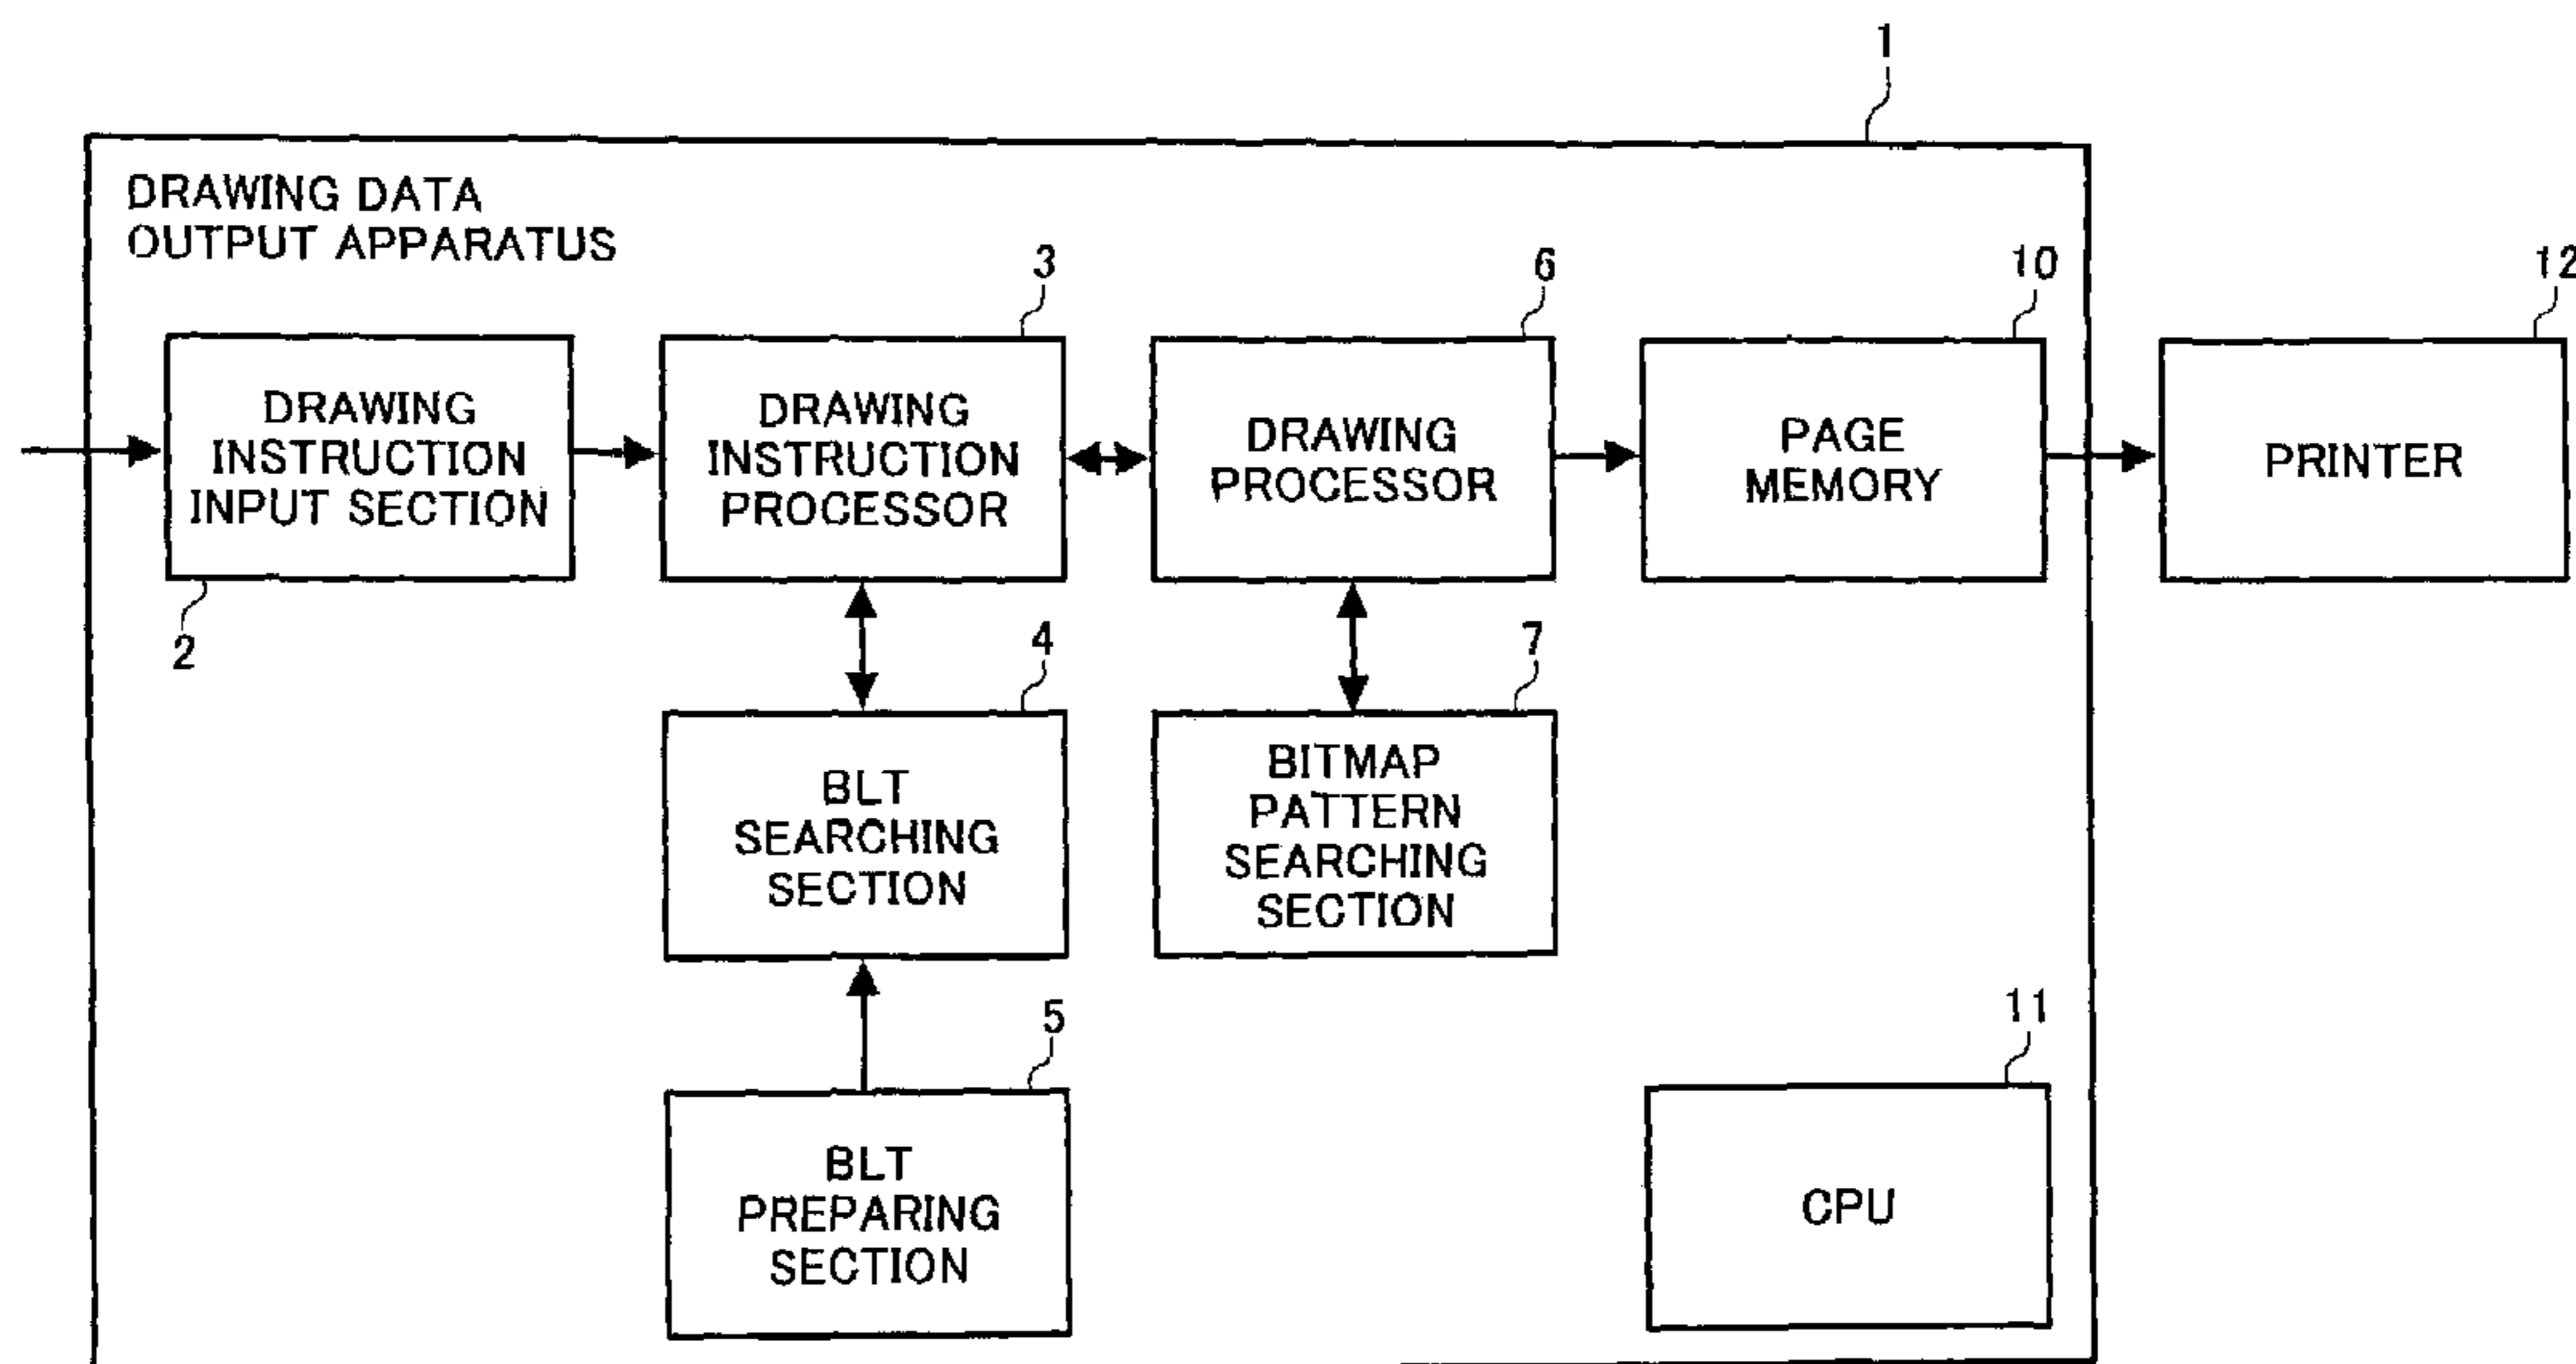 1
DRAWING DATA
OUTPUT APPARATUS
3
6
10
12
DRAWING
INSTRUCTION
INPUT SECTION
DRAWING
INSTRUCTION
PROCESSOR
DRAWING
PROCESSOR
PAGE
MEMORY
PRINTER
2
4
7
BLT
SEARCHING
SECTION
BITMAP
PATTERN
SEARCHING
SECTION
5
11
BLT
PREPARING
SECTION
CPU